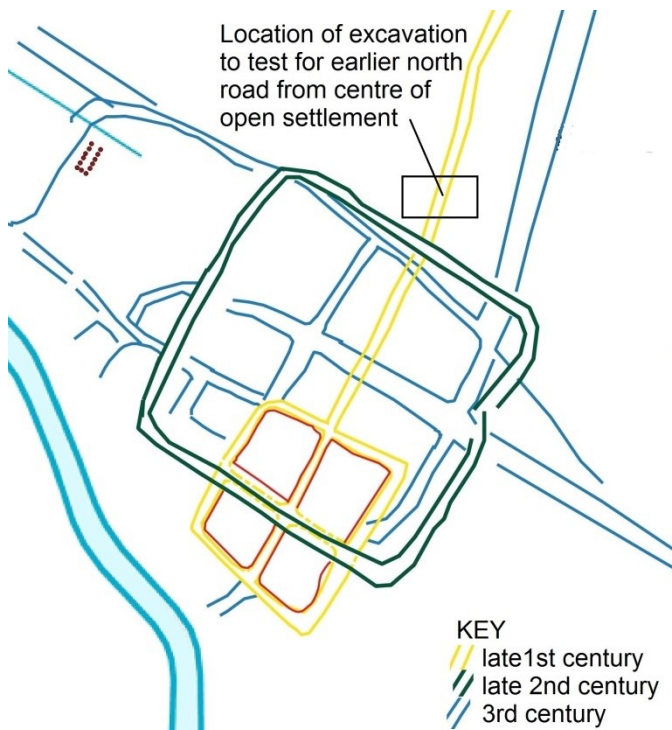 Location of excavation
to test for earlier north
road from centre of
open settlement
KEY
late1st century
late 2nd century
3rd century